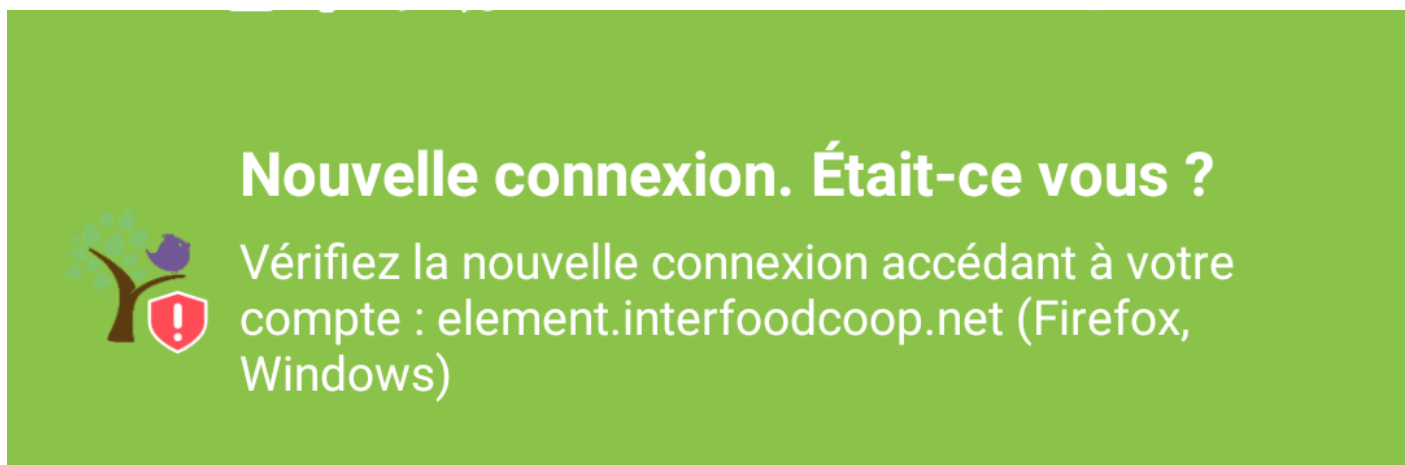 Nouvelle connexion. Était-ce vous ?
Vérifiez la nouvelle connexion accédant à votre
compte : element.interfoodcoop.net (Firefox,
Windows)